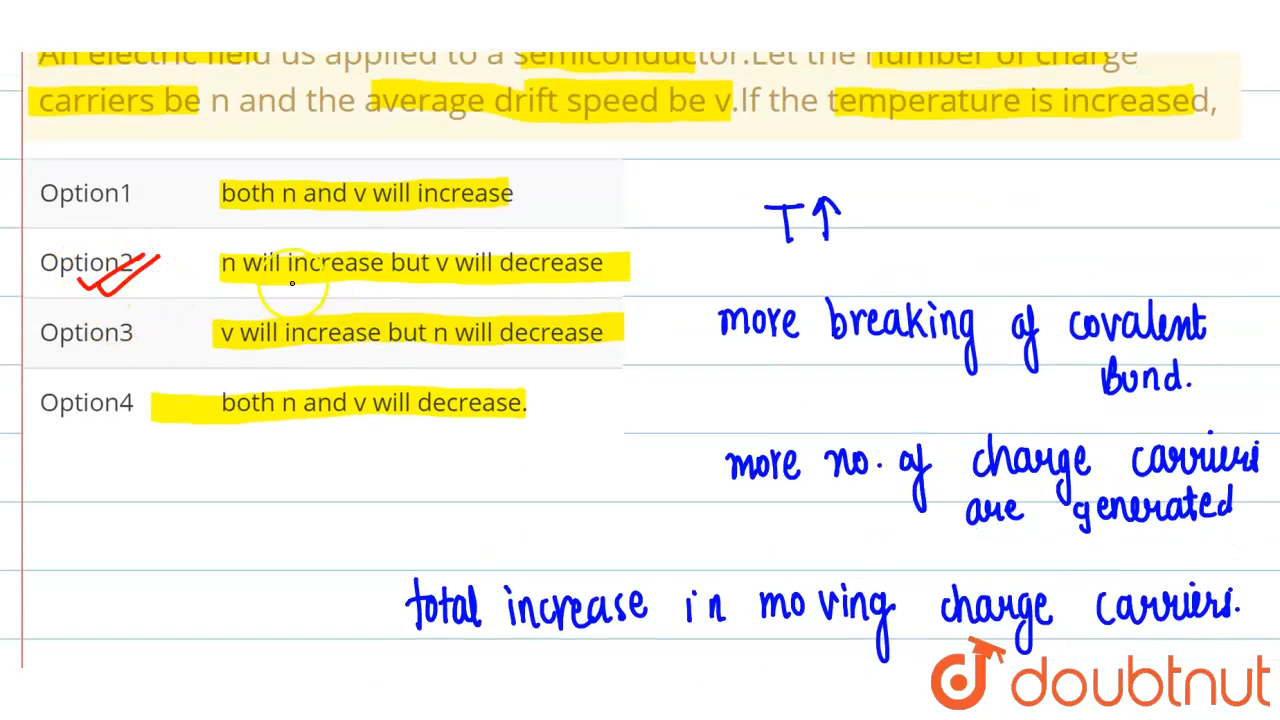 An electric field us applied to a semiconductor.Let the number of charge
carriers be n and the average drift speed be v.If the temperature is increased,
Option1 both n and v will increase
Option2 n will increase but v will decrease
Option3 v will increase but n will decrease
Option4 both n and v will decrease.
T↑
more breaking of covalent
Bond.
more no. of charge carriers
are generated
total increase in moving charge carriers.
doubtnut